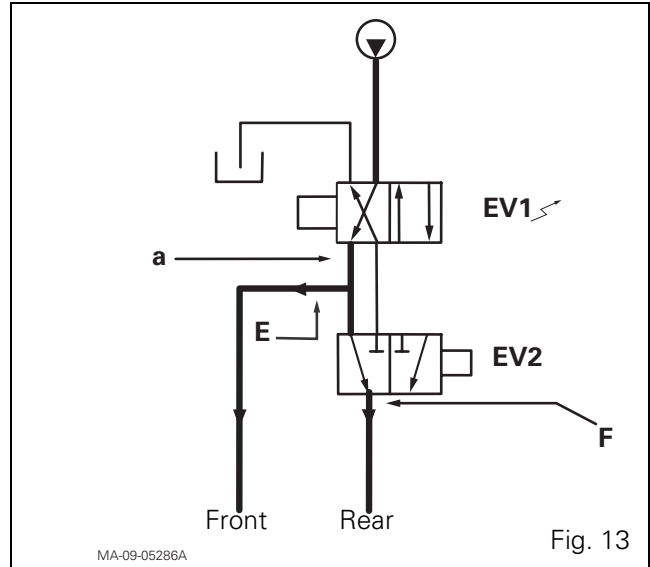 EV1
a
E
EV2
F
Front Rear
Fig. 13
MA-09-05286A